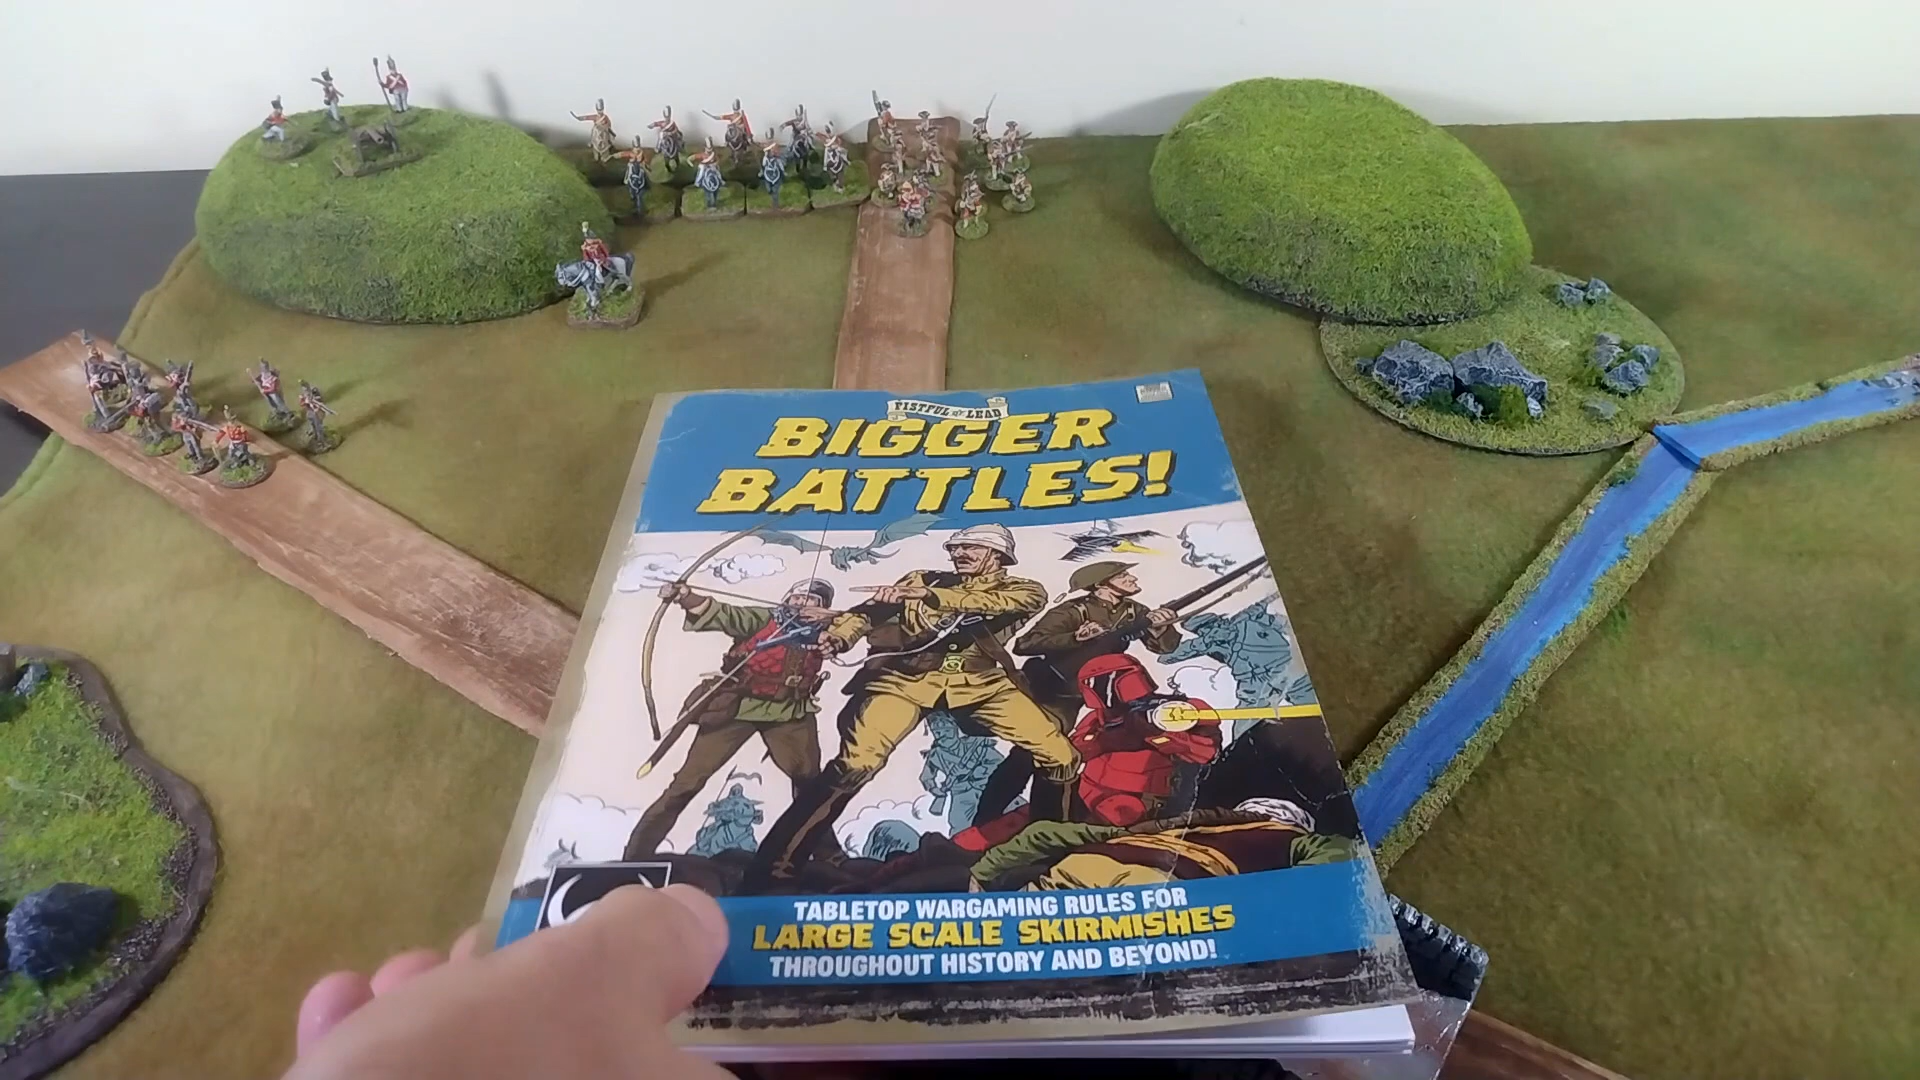 FISTFUL OF LEAD
BIGGER
BATTLES!
TABLETOP WARGAMING RULES FOR
LARGE SCALE SKIRMISHES
THROUGHOUT HISTORY AND BEYOND!